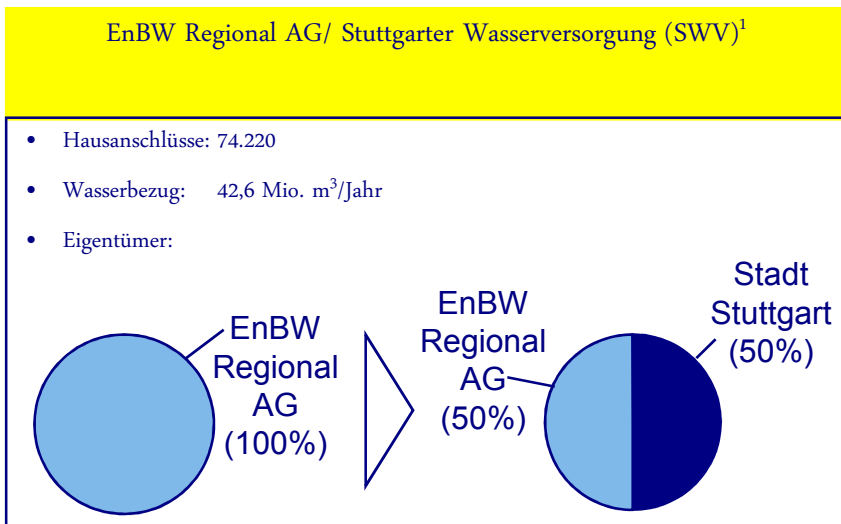 EnBW Regional AG/ Stuttgarter Wasserversorgung (SWV)¹
• Hausanschlüsse: 74.220
• Wasserbezug: 42,6 Mio. m³/Jahr
• Eigentümer:
EnBW
Regional
AG
(100%)
EnBW
Regional
AG
(50%)
Stadt
Stuttgart
(50%)